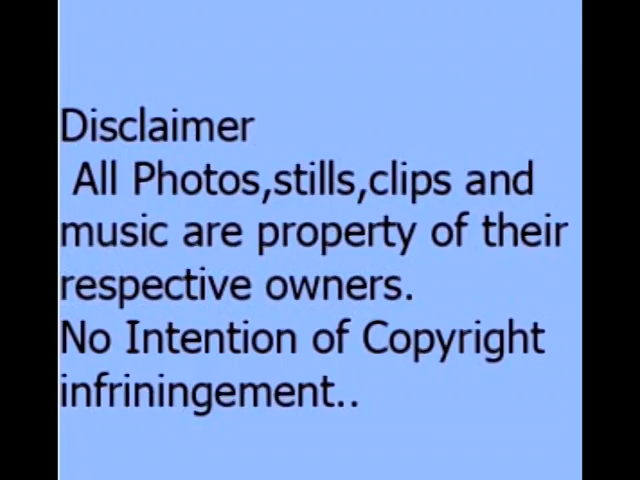 Disclaimer
All Photos,stills,clips and
music are property of their
respective owners.
No Intention of Copyright
infriningement..